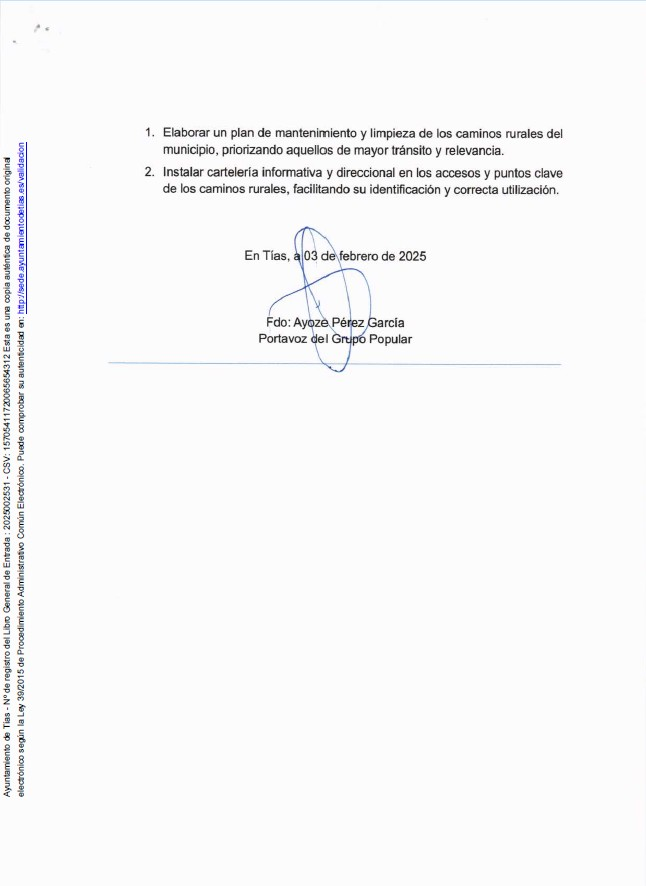 1. Elaborar un plan de mantenimiento y limpieza de los caminos rurales del
municipio, priorizando aquellos de mayor tránsito y relevancia.
2. Instalar cartelería informativa y direccional en los accesos y puntos clave
de los caminos rurales, facilitando su identificación y correcta utilización.
En Tías, a 03 de febrero de 2025
Fdo: Ayoze Pérez García
Portavoz del Grupo Popular
Ayuntamiento de Tías - Nº de registro del Libro General de Entrada : 2025002531 - CSV: 15705411720065654312 Esta es una copia auténtica de documento original
electrónico según la Ley 39/2015 de Procedimiento Administrativo Común Electrónico. Puede comprobar su autenticidad en: http://sede.ayuntamientodetias.es/validacion